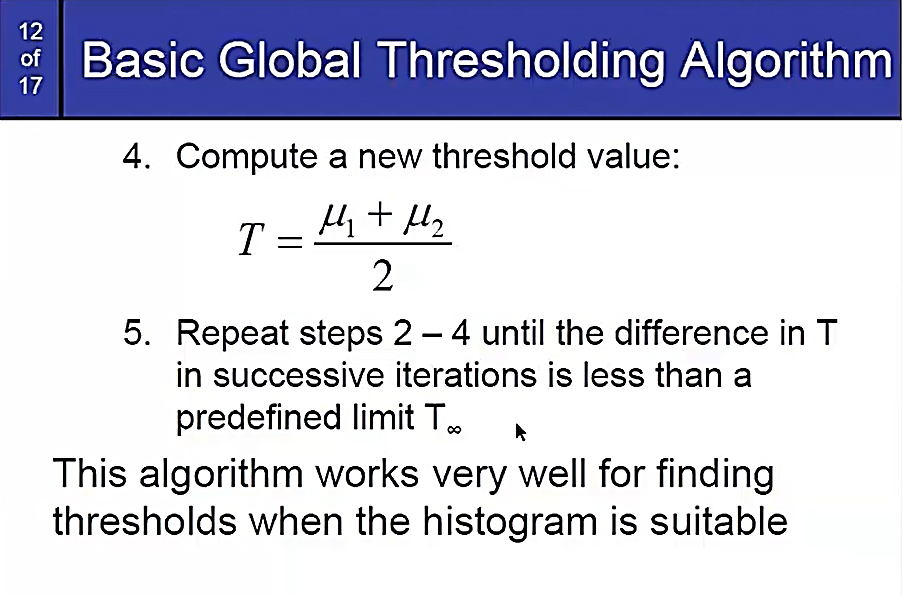 12
of
17
Basic Global Thresholding Algorithm
4. Compute a new threshold value:
T = (μ₁ + μ₂) / 2
5. Repeat steps 2 – 4 until the difference in T
in successive iterations is less than a
predefined limit T∞
This algorithm works very well for finding
thresholds when the histogram is suitable